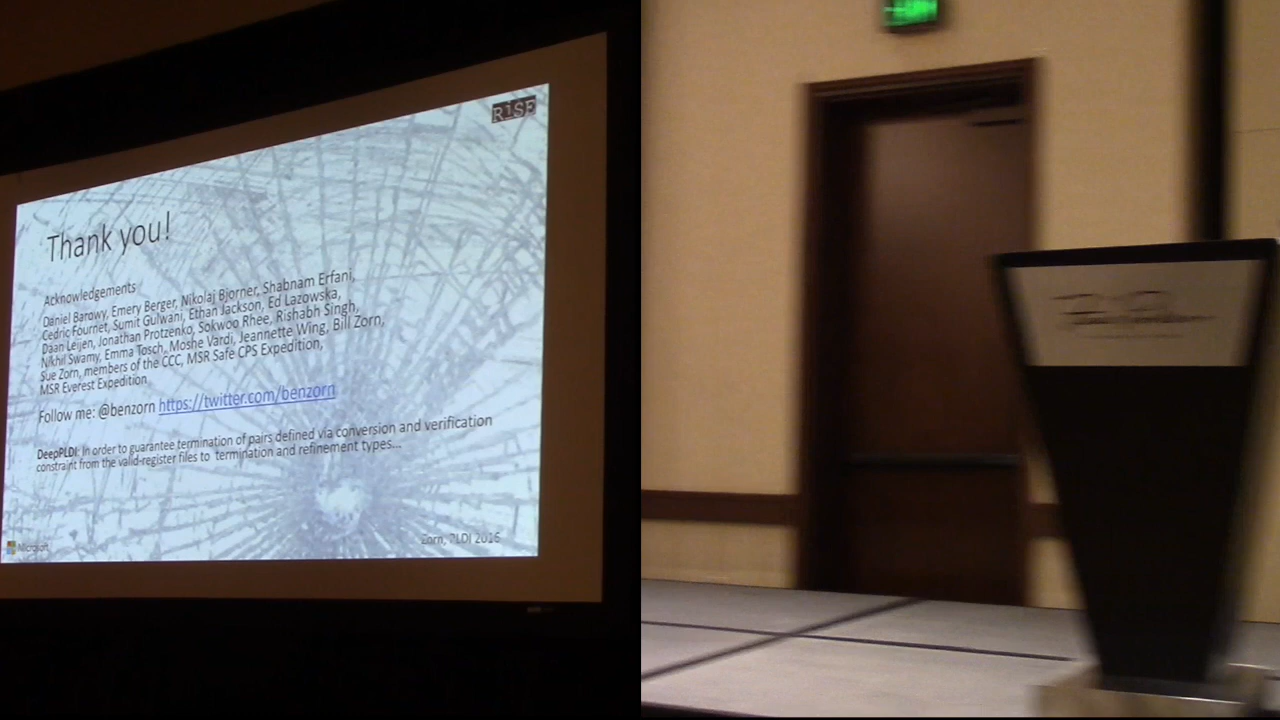 RiSE
Thank you!
Acknowledgements
Daniel Barowy, Emery Berger, Nikolaj Bjorner, Shabnam Erfani,
Cedric Fournet, Sumit Gulwani, Ethan Jackson, Ed Lazowska,
Daan Leijen, Jonathan Protzenko, Sokwoo Rhee, Rishabh Singh,
Nikhil Swamy, Emma Tosch, Moshe Vardi, Jeannette Wing, Bill Zorn,
Sue Zorn, members of the CCC, MSR Safe CPS Expedition,
MSR Everest Expedition
Follow me: @benzorn https://twitter.com/benzorn
DeepPLDI: In order to guarantee termination of pairs defined via conversion and verification
constraint from the valid-register files to termination and refinement types...
Microsoft
Zorn, PLDI 2016